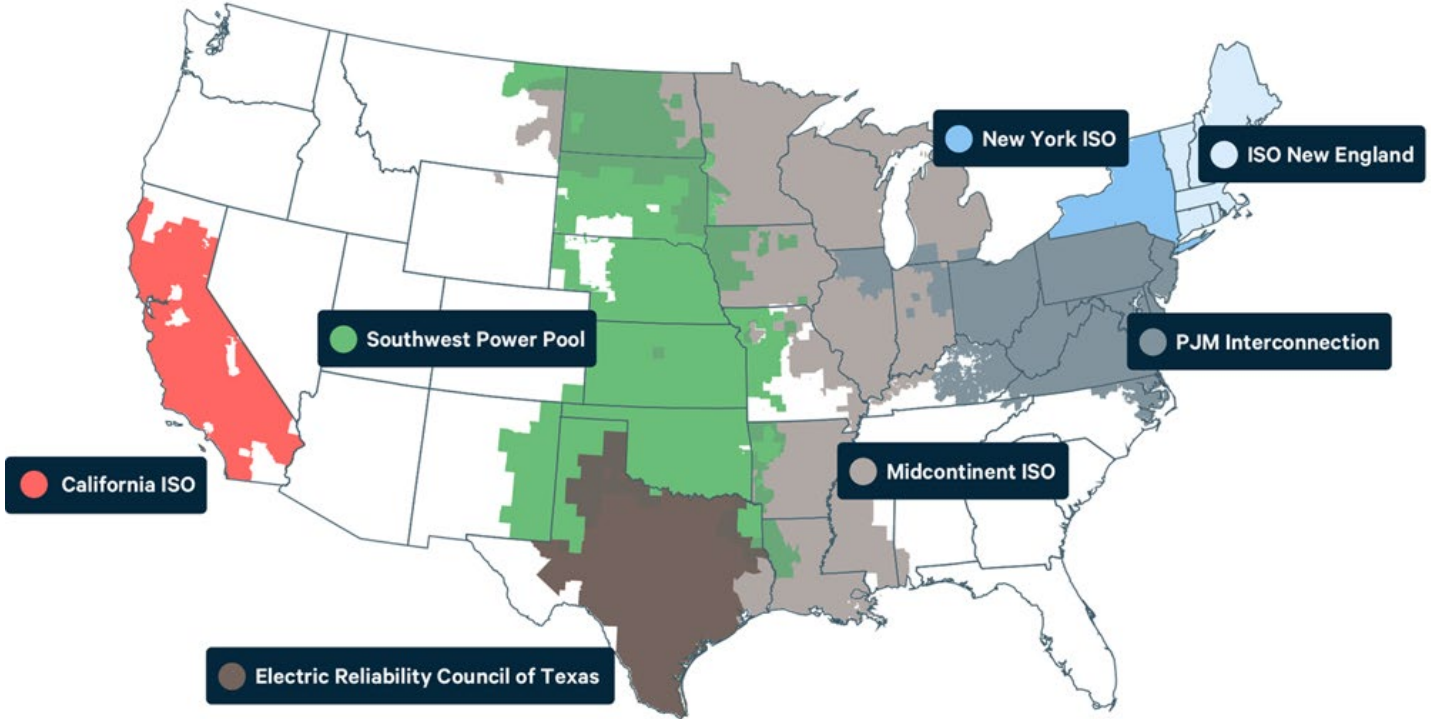 New York ISO
ISO New England
Southwest Power Pool
PJM Interconnection
California ISO
Midcontinent ISO
Electric Reliability Council of Texas